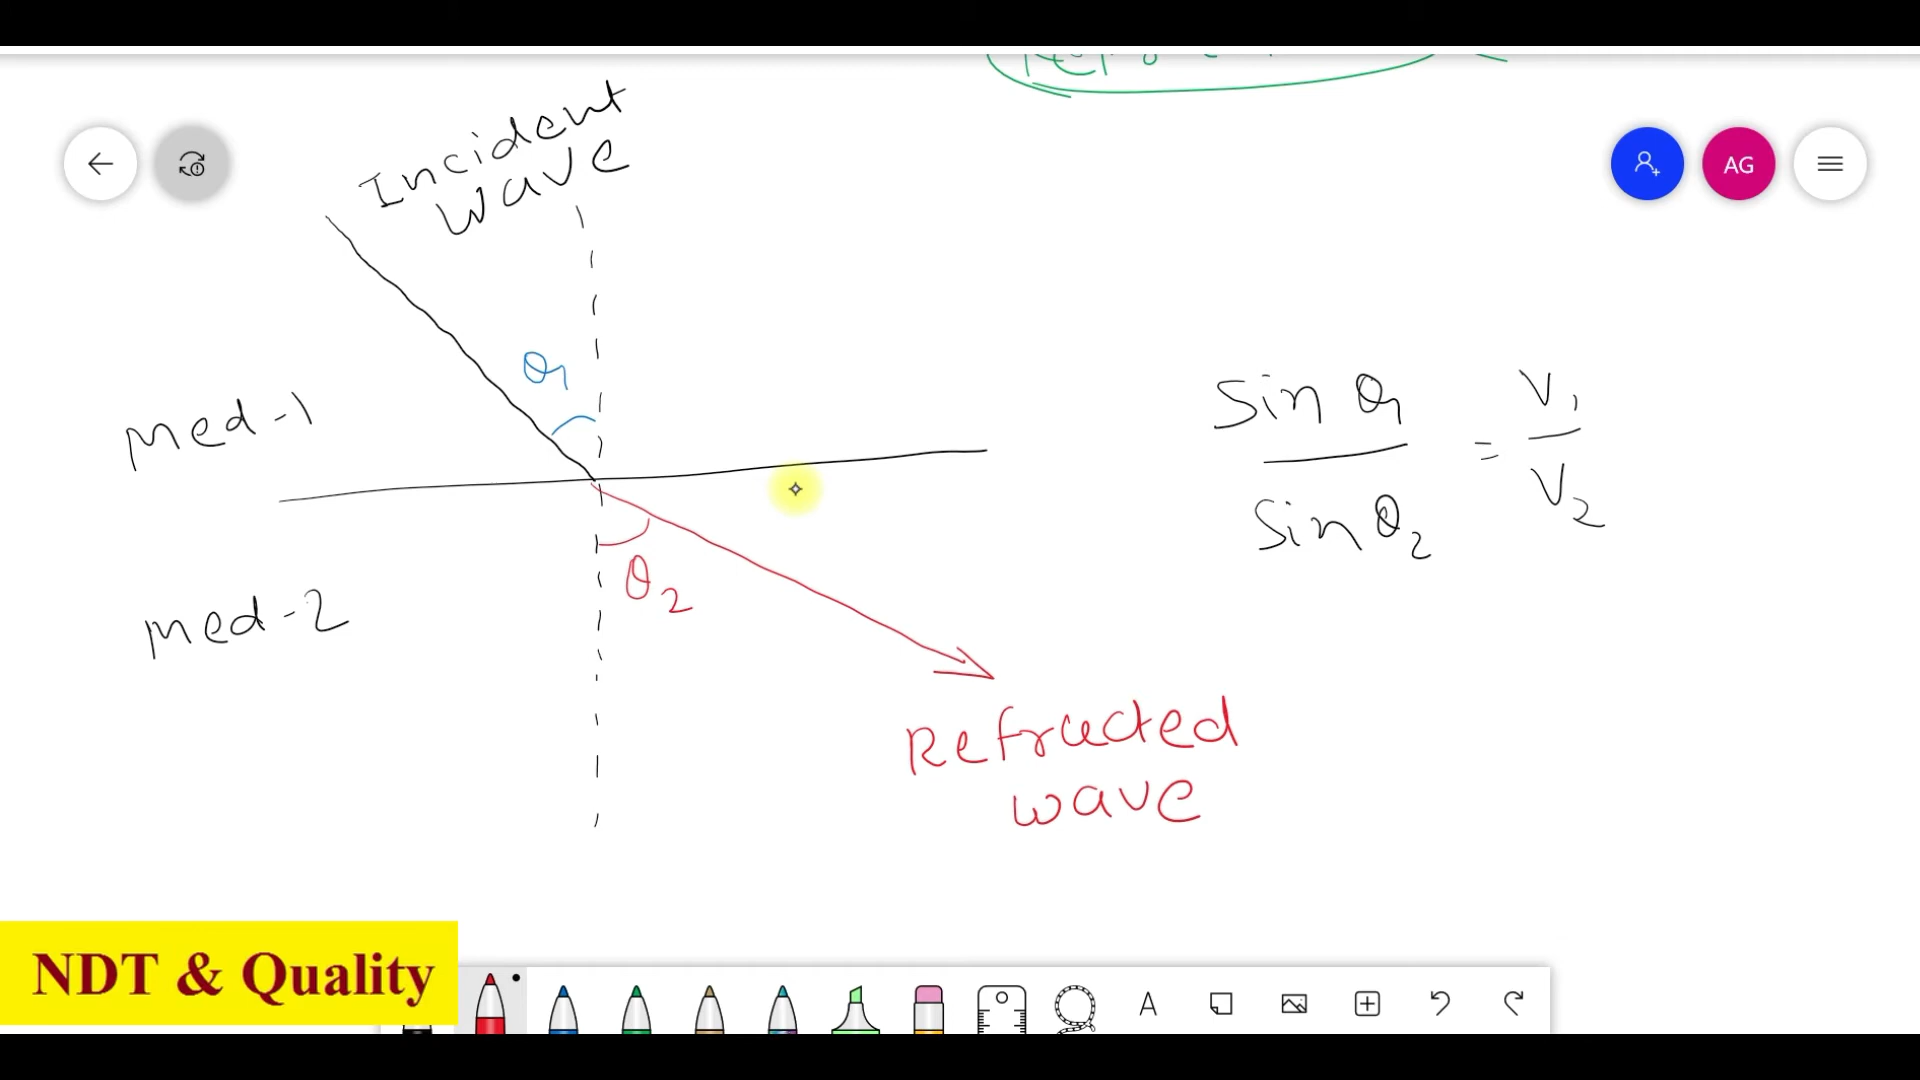 Incident
wave
AG
θ1
med-1
Sin θ1
Sin θ2
=
V1
V2
θ2
med-2
Refracted
wave
NDT & Quality
A